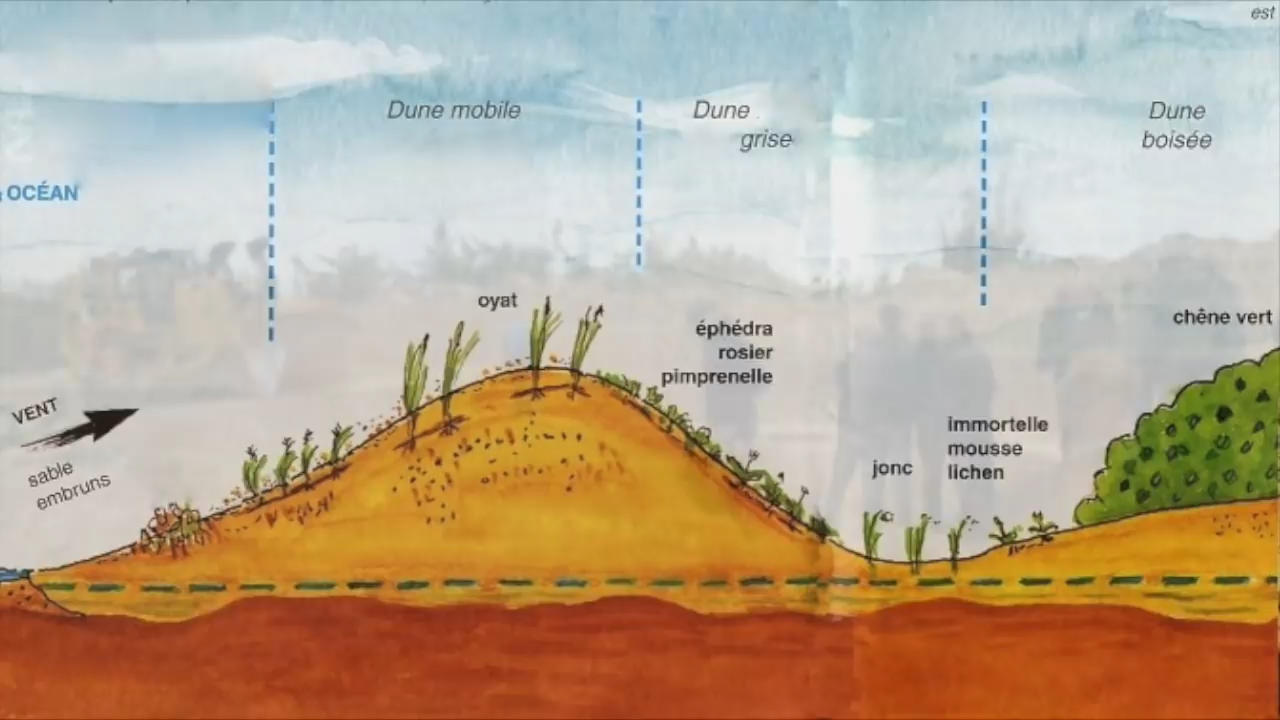 est
Dune mobile
Dune
grise
Dune
boisée
OCÉAN
oyat
éphédra
rosier
pimprenelle
chêne vert
VENT
sable
embruns
jonc
immortelle
mousse
lichen